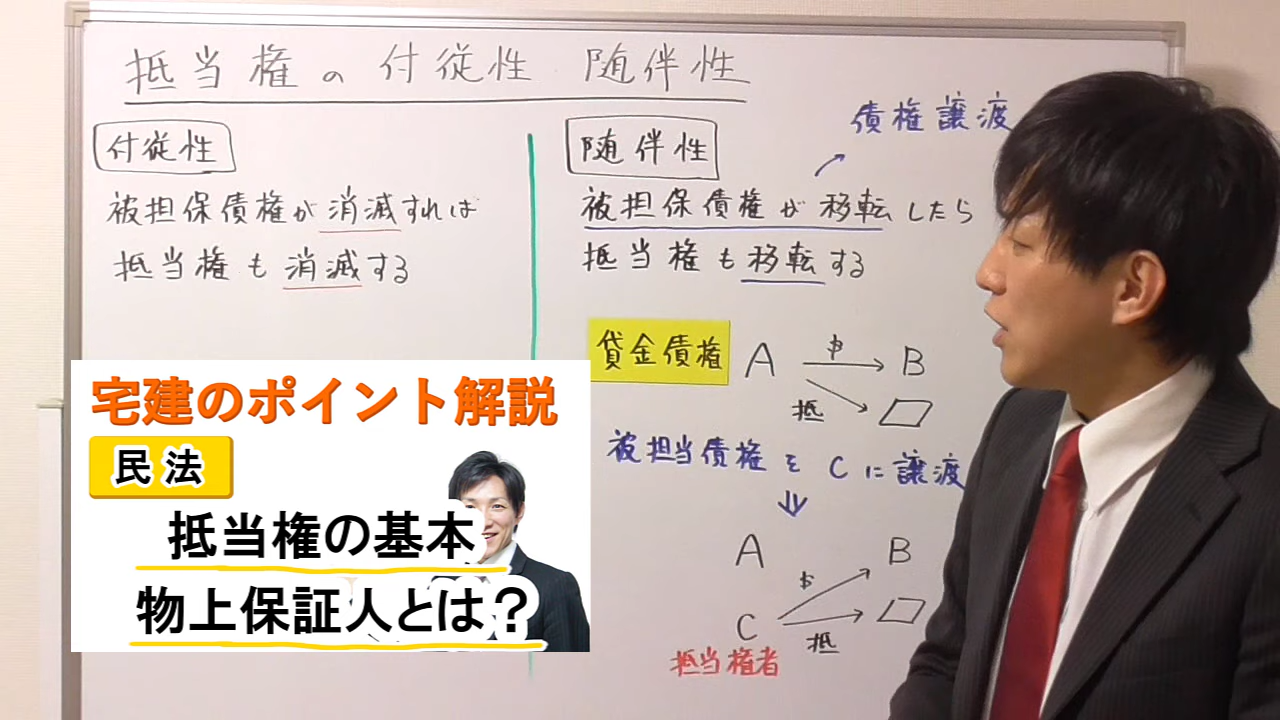 抵当権の付従性 随伴性
付従性
被担保債権が消滅すれば
抵当権も消滅する
随伴性
債権譲渡
被担保債権が移転したら
抵当権も移転する
貸金債権
A
B
抵
被担当債権をCに譲渡
A
B
C
抵
抵当権者
宅建のポイント解説
民法
抵当権の基本
物上保証人とは？